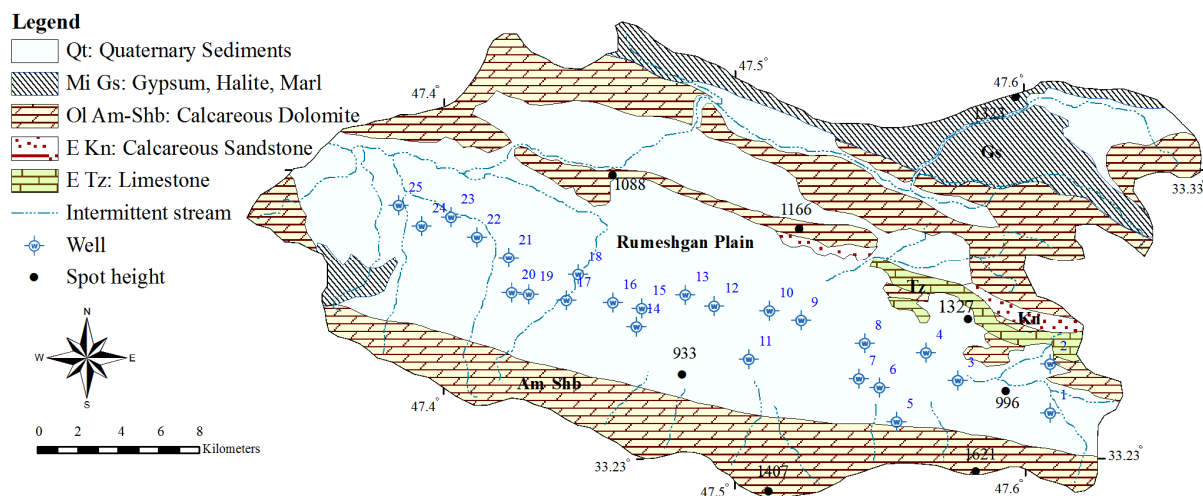 Legend
Qt: Quaternary Sediments
Mi Gs: Gypsum, Halite, Marl
Ol Am-Shb: Calcareous Dolomite
E Kn: Calcareous Sandstone
E Tz: Limestone
Intermittent stream
W Well
Spot height
N
W E
S
0 2 4 6 8
Kilometers
47.4°
47.5°
47.6°
1323
Gs
33.33
1088
1166
Rumeshgan Plain
25
24
23
22
21
20
19
18
17
16
15
14
13
12
11
10
9
8
7
6
5
4
3
2
1
Tz
1327
Kn
933
996
Am Shb
47.4°
33.23
33.23
1407
1621
47.5°
47.6°